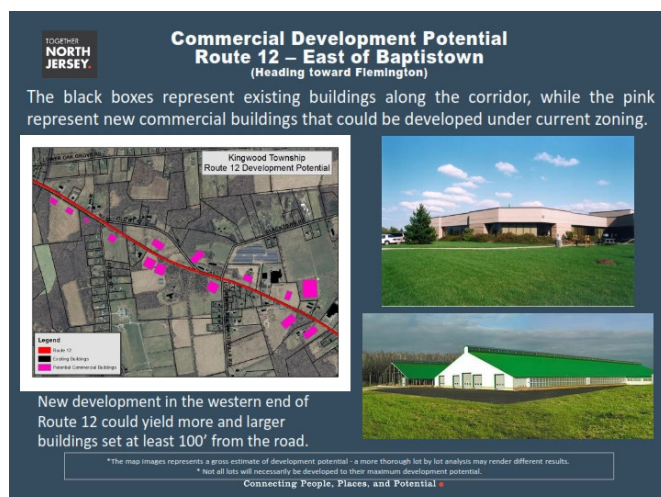 TOGETHER
NORTH
JERSEY.
Commercial Development Potential
Route 12 – East of Baptistown
(Heading toward Flemington)
The black boxes represent existing buildings along the corridor, while the pink
represent new commercial buildings that could be developed under current zoning.
Kingwood Township
Route 12 Development Potential
Legend
Route 12
Existing Buildings
Potential Commercial Buildings
New development in the western end of
Route 12 could yield more and larger
buildings set at least 100’ from the road.
*The map images represents a gross estimate of development potential - a more thorough lot by lot analysis may render different results.
* Not all lots will necessarily be developed to their maximum development potential.
Connecting People, Places, and Potential